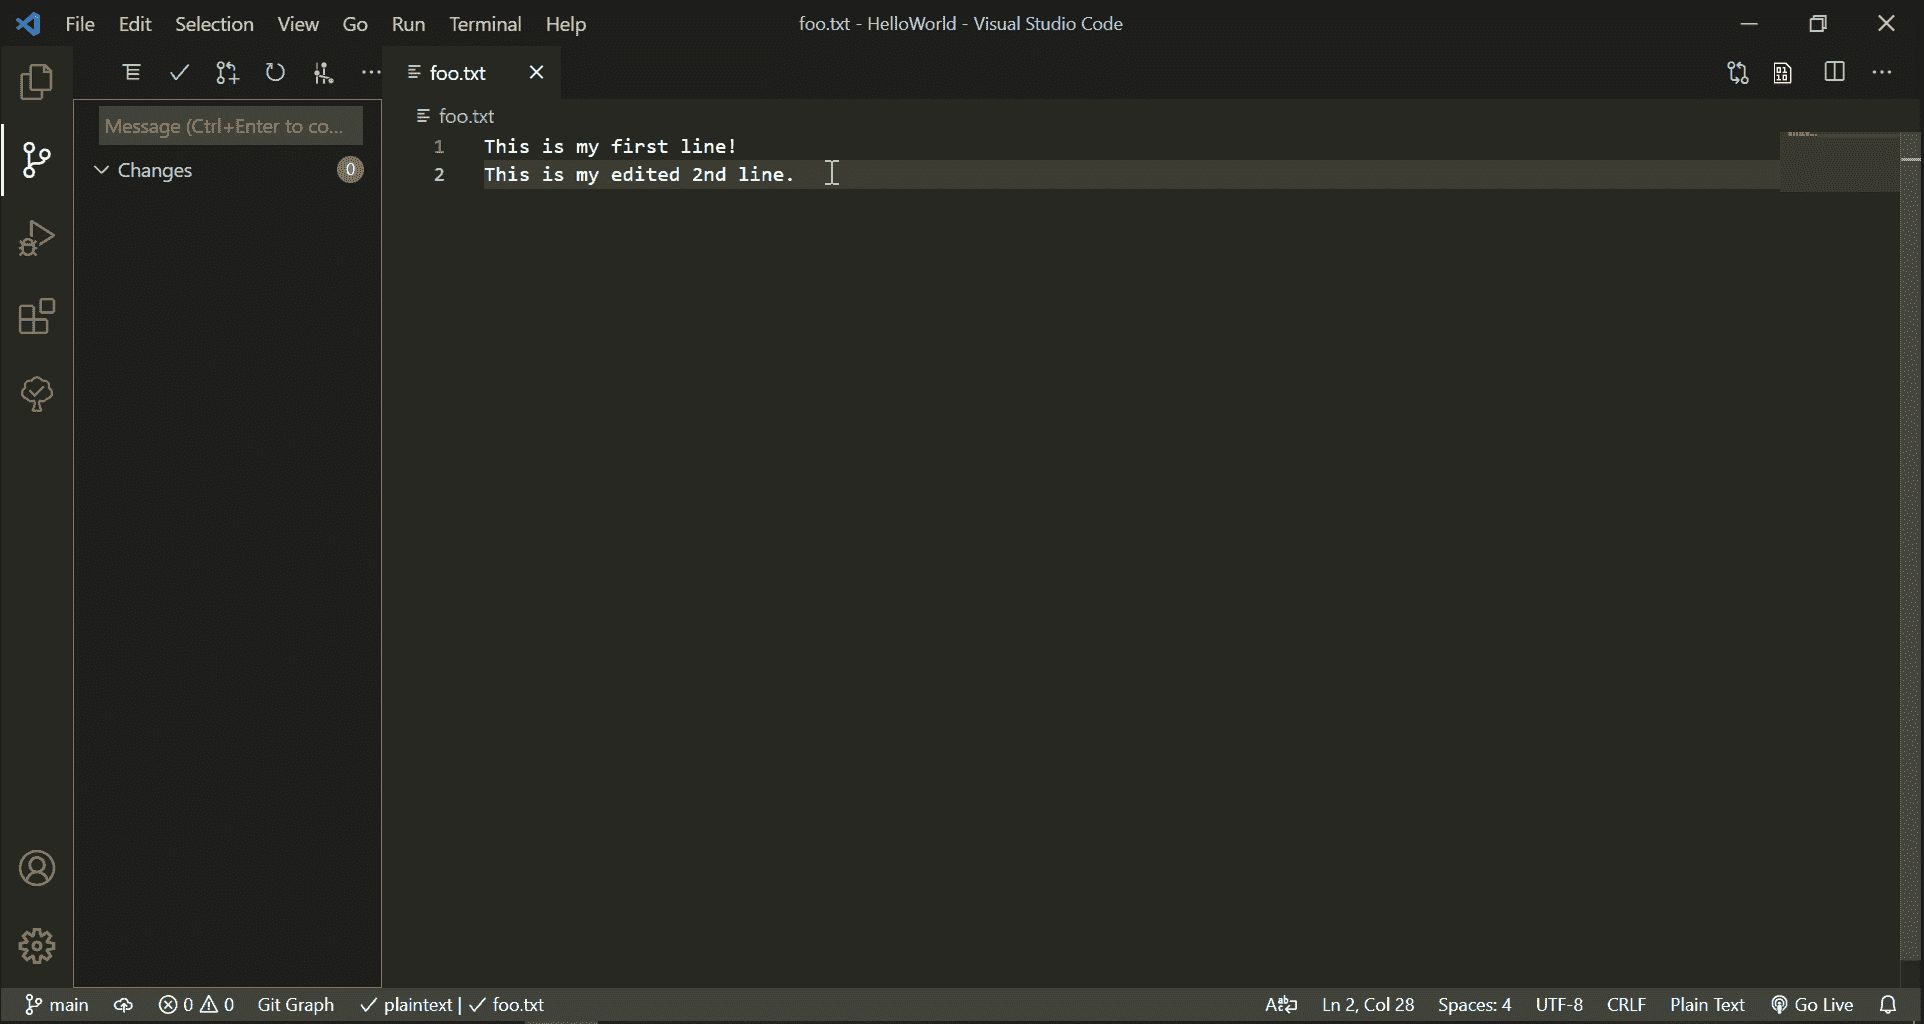 File Edit Selection View Go Run Terminal Help foo.txt - HelloWorld - Visual Studio Code
foo.txt
Message (Ctrl+Enter to co...
Changes 0
foo.txt
1 This is my first line!
2 This is my edited 2nd line.
main 0 0 Git Graph plaintext | foo.txt Ln 2, Col 28 Spaces: 4 UTF-8 CRLF Plain Text Go Live